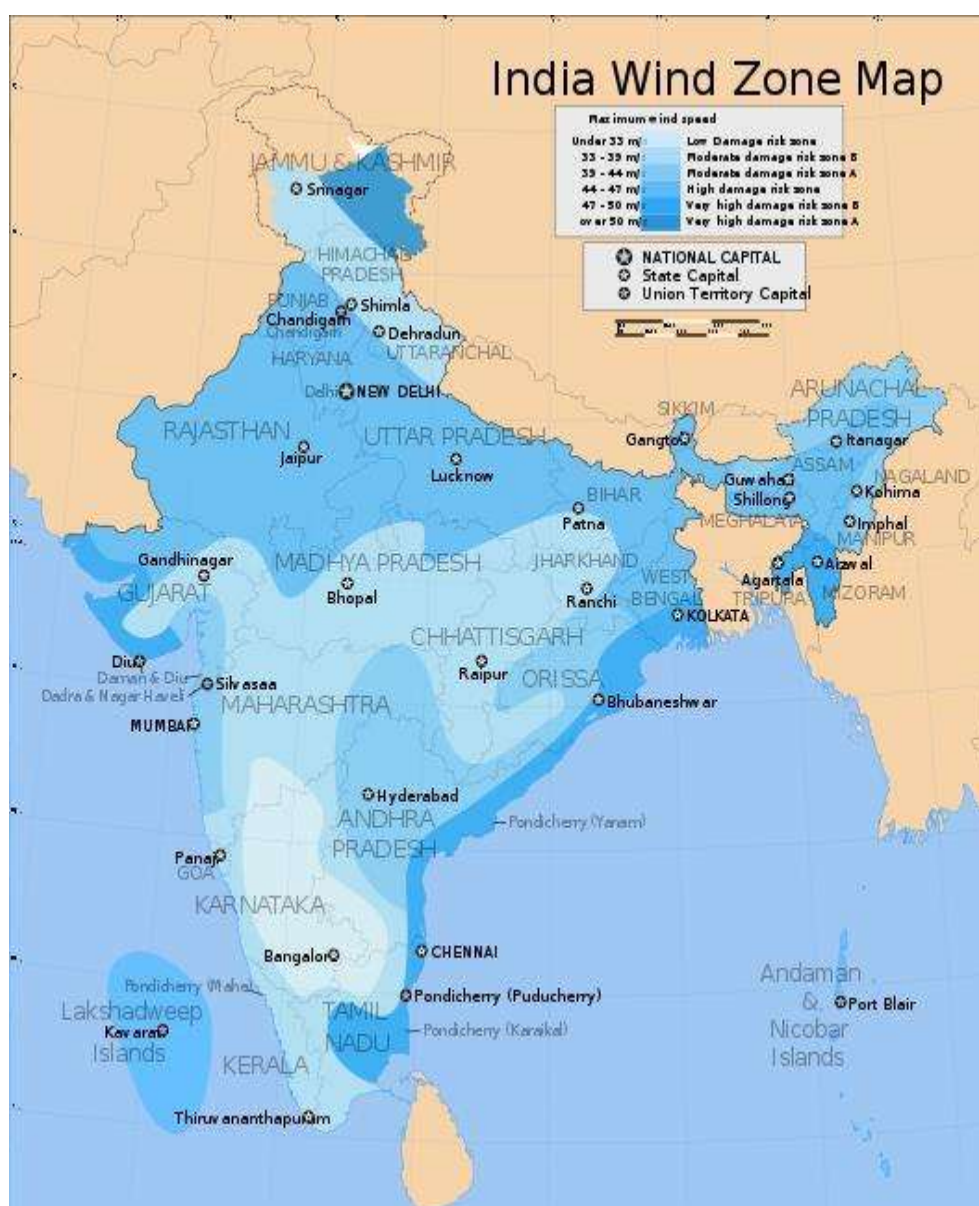 India Wind Zone Map
Maximum wind speed
Under 33 m/s Low Damage risk zone
33 - 39 m/s Moderate damage risk zone B
39 - 44 m/s Moderate damage risk zone A
44 - 47 m/s High damage risk zone
47 - 50 m/s Very high damage risk zone B
over 50 m/s Very high damage risk zone A
NATIONAL CAPITAL
State Capital
Union Territory Capital
JAMMU & KASHMIR
Srinagar
HIMACHAL
PRADESH
PUNJAB
Shimla
Chandigarh
Chandigarh
Dehradun
HARYANA
UTTARANCHAL
Delhi
NEW DELHI
ARUNACHAL
PRADESH
SIKKIM
RAJASTHAN
UTTAR PRADESH
Gangto
Itanagar
Jaipur
Lucknow
ASSAM
Guwahati
NAGALAND
Shillong
Kohima
BIHAR
Patna
MEGHALAYA
Imphal
MANIPUR
Gandhinagar
MADHYA PRADESH
JHARKHAND
Aizwal
GUJARAT
Bhopal
Ranchi
WEST
BENGAL
Agartala
TRIPURA
MIZORAM
KOLKATA
CHHATTISGARH
Diu
Raipur
ORISSA
Daman & Diu
Dadra & Nagar Haveli
Silvasaa
MAHARASHTRA
Bhubaneshwar
MUMBAI
Hyderabad
ANDHRA
PRADESH
Pondicherry (Yanam)
Panaji
GOA
KARNATAKA
Bangalor
CHENNAI
Pondicherry (Mahe)
Pondicherry (Puducherry)
Lakshadweep
Islands
Kavarati
TAMIL
NADU
Pondicherry (Karaikal)
KERALA
Andaman
&
Nicobar
Islands
Port Blair
Thiruvananthapuram